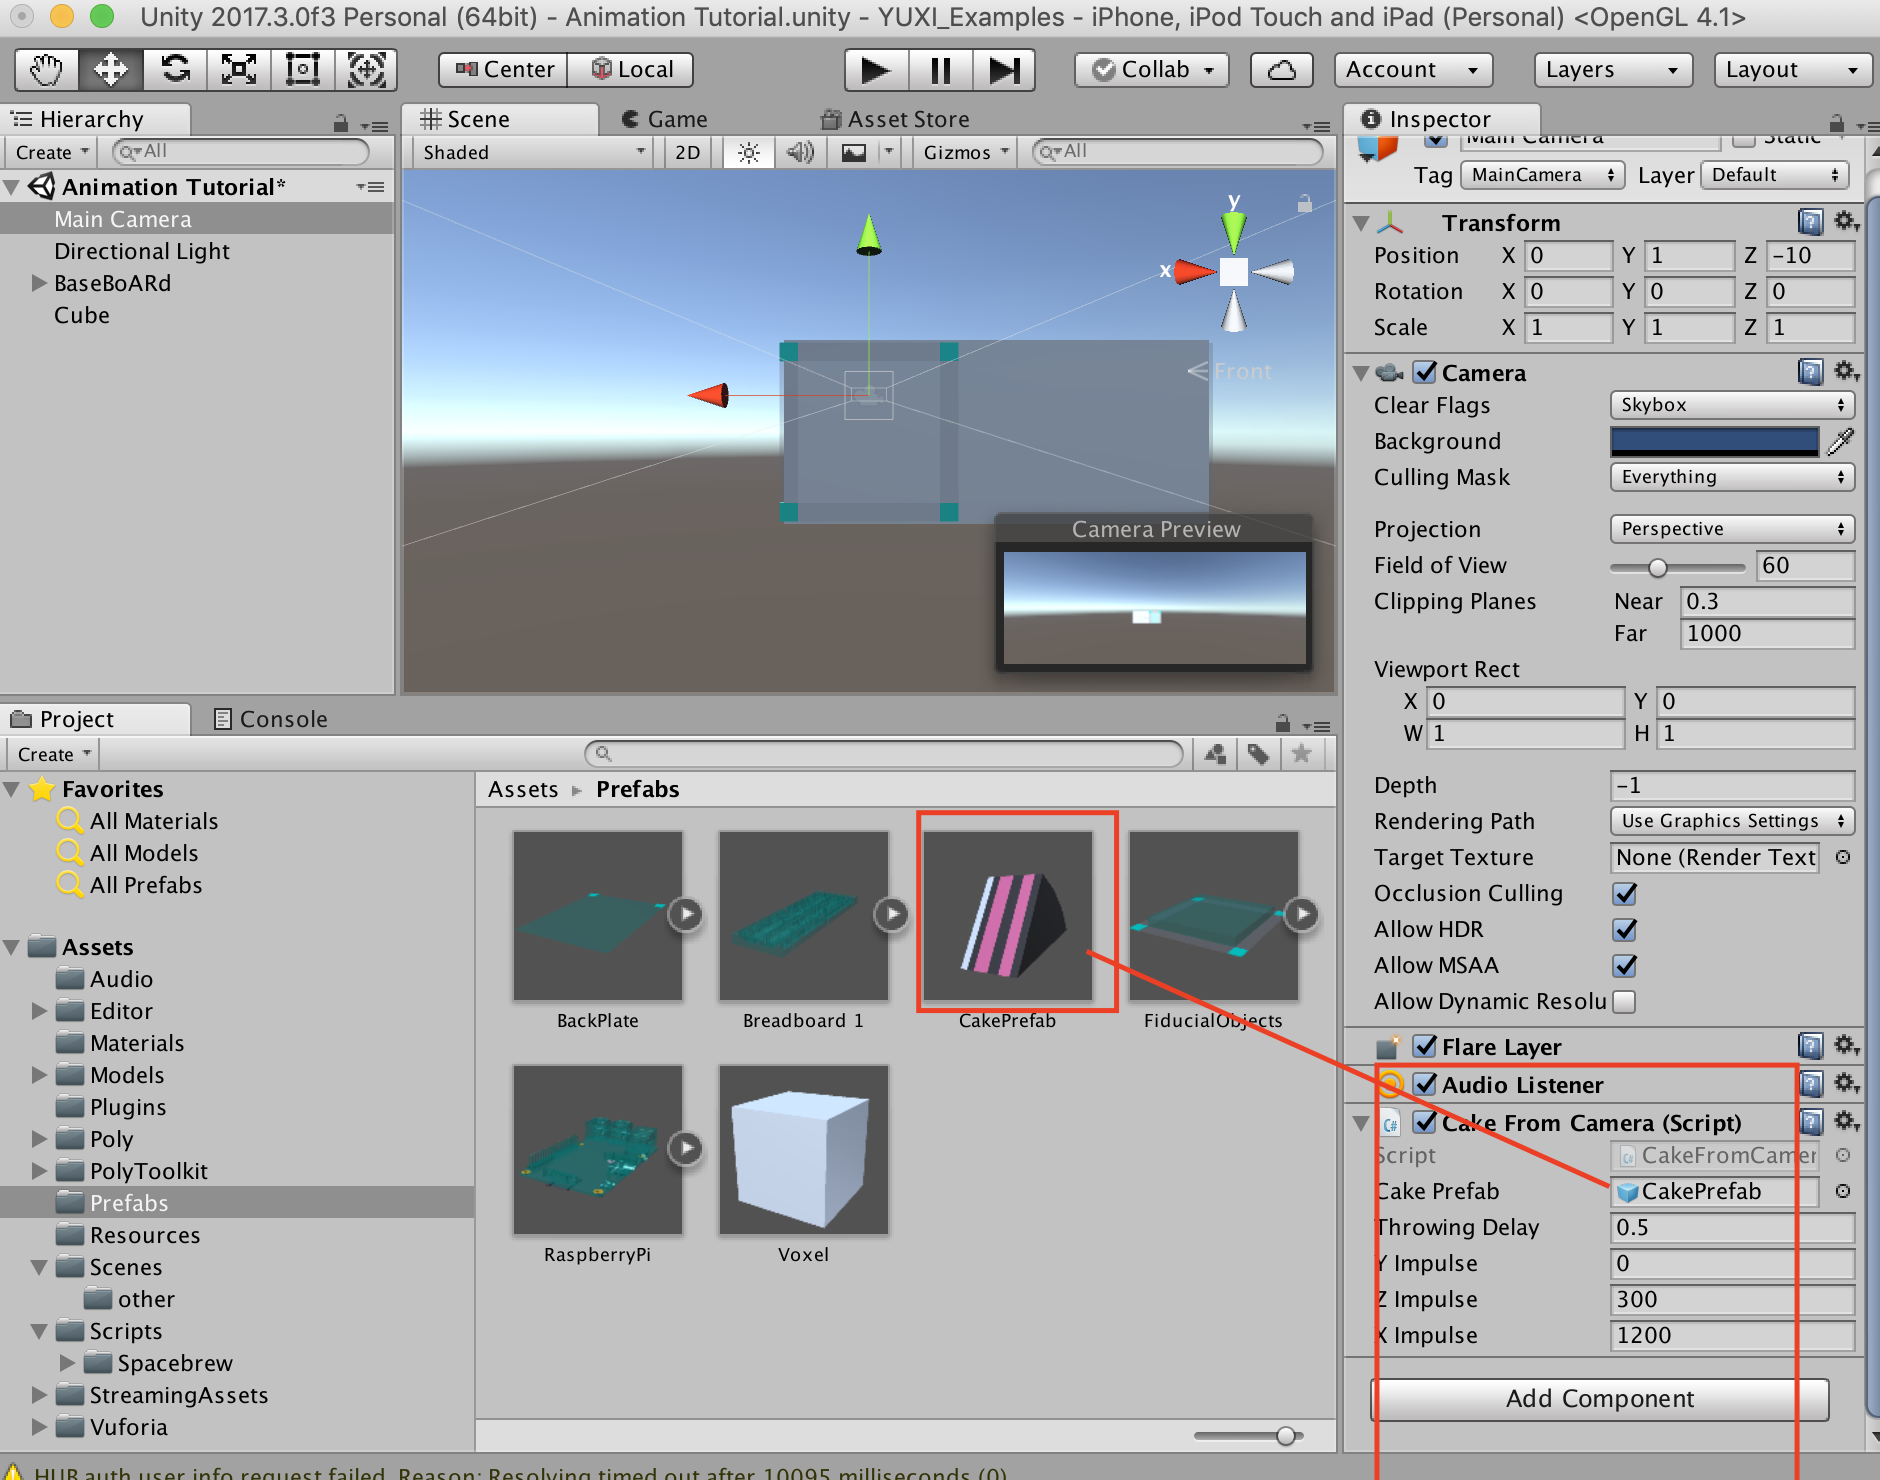 Unity 2017.3.0f3 Personal (64bit) - Animation Tutorial.unity - YUXI_Examples - iPhone, iPod Touch and iPad (Personal) <OpenGL 4.1>
Center Local Collab Account Layers Layout
Hierarchy
Create All
Animation Tutorial*
Main Camera
Directional Light
BaseBoARd
Cube
Scene Game Asset Store
Shaded 2D Gizmos All
y
x
Front
Camera Preview
Inspector
Main Camera Static
Tag MainCamera Layer Default
Transform
Position X 0 Y 1 Z -10
Rotation X 0 Y 0 Z 0
Scale X 1 Y 1 Z 1
Camera
Clear Flags Skybox
Background
Culling Mask Everything
Projection Perspective
Field of View 60
Clipping Planes Near 0.3
Far 1000
Viewport Rect
X 0 Y 0
W 1 H 1
Depth -1
Rendering Path Use Graphics Settings
Target Texture None (Render Text
Occlusion Culling
Allow HDR
Allow MSAA
Allow Dynamic Resolu
Flare Layer
Audio Listener
C# Cake From Camera (Script)
Script CakeFromCamer
Cake Prefab CakePrefab
Throwing Delay 0.5
Y Impulse 0
Z Impulse 300
X Impulse 1200
Add Component
Project Console
Create
Favorites
All Materials
All Models
All Prefabs
Assets
Audio
Editor
Materials
Models
Plugins
Poly
PolyToolkit
Prefabs
Resources
Scenes
other
Scripts
Spacebrew
StreamingAssets
Vuforia
Assets Prefabs
BackPlate Breadboard 1 CakePrefab FiducialObjects
RaspberryPi Voxel
HUB auth user info request failed. Reason: Resolving timed out after 10095 milliseconds (0)